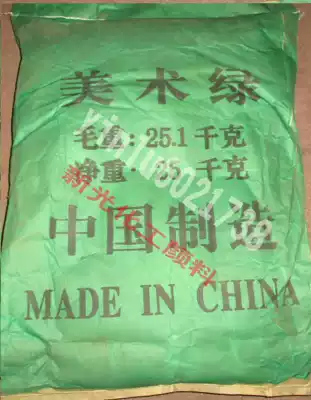 美术绿
毛重：25.1 千克
净重：25 千克
中国制造
MADE IN CHINA
新光化工颜料